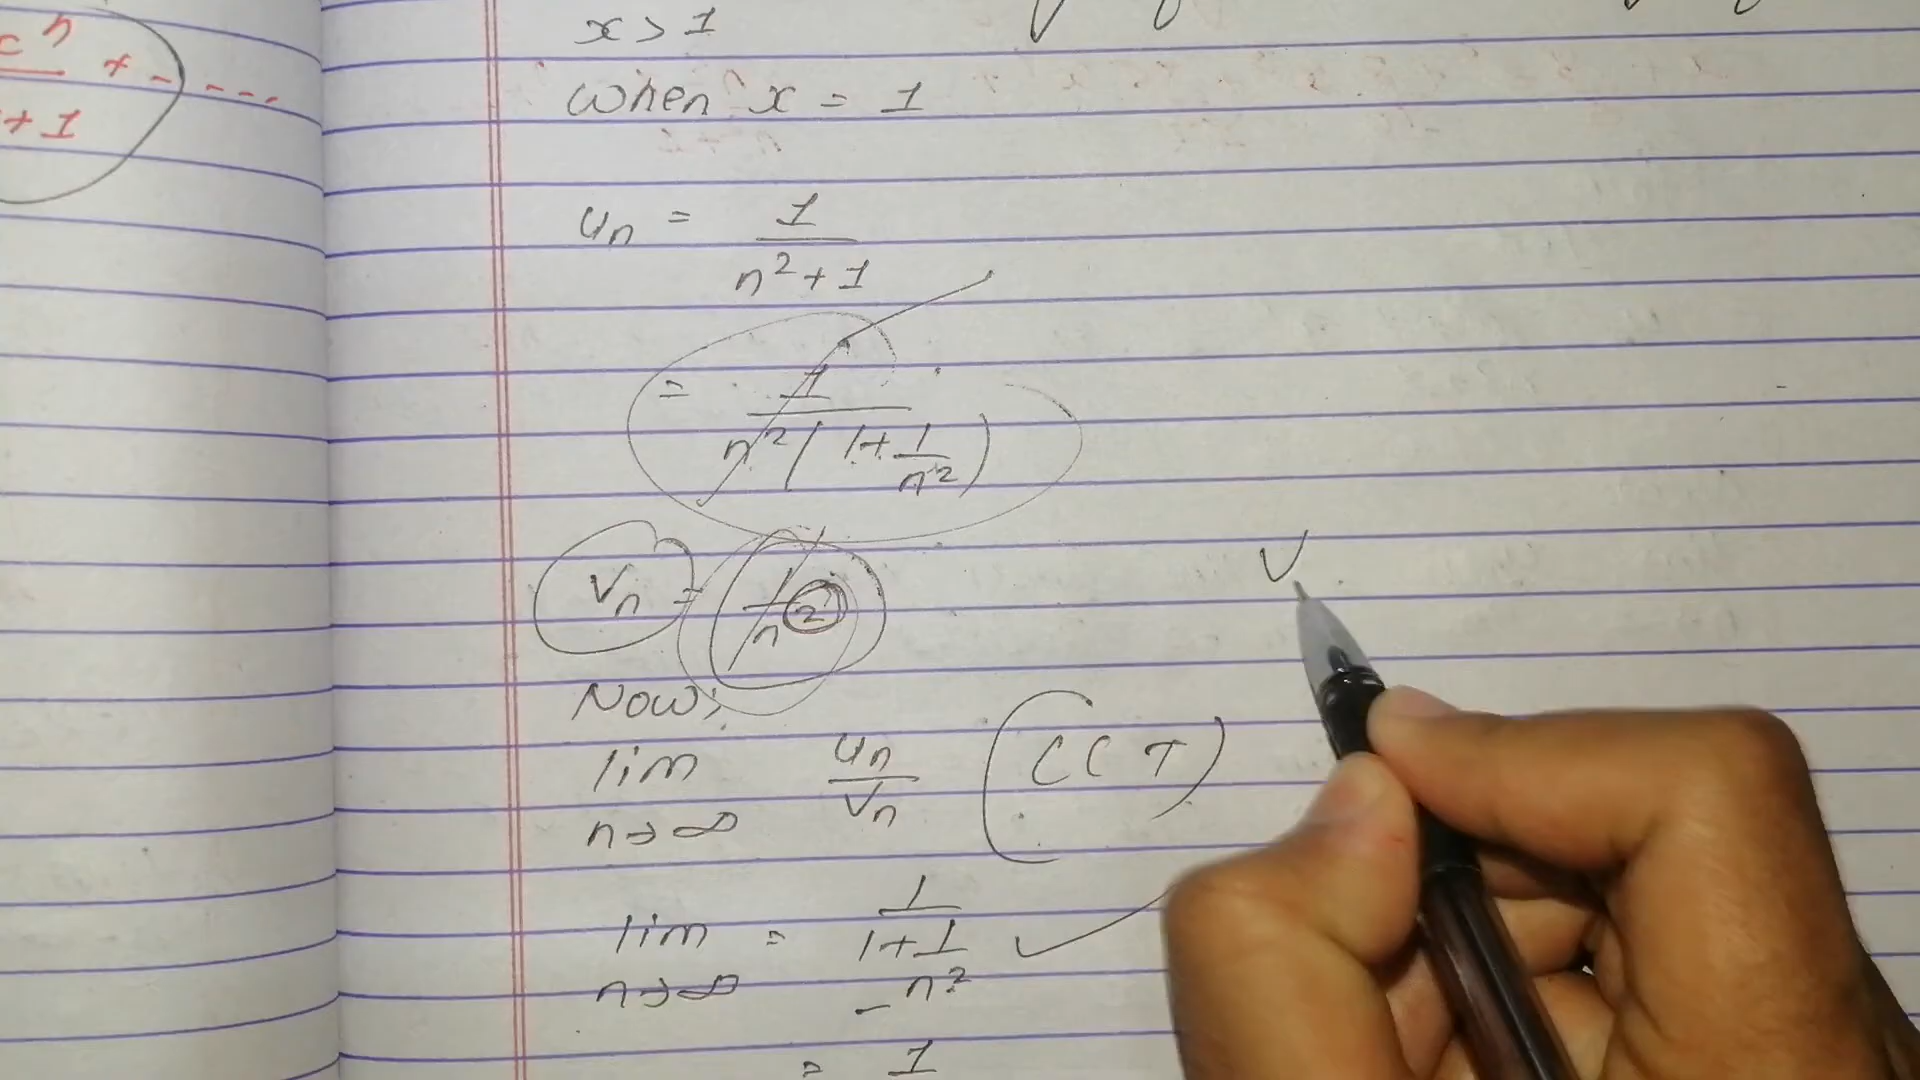 x^n
+ ----
+ 1
x > 1
when x = 1
un = 1
n² + 1
= 1
n² ( 1 + 1/n² )
vn = 1/n²
Now,
lim un/vn (CCT)
n→∞
lim = 1
n→∞ 1+1/n²
= 1
V